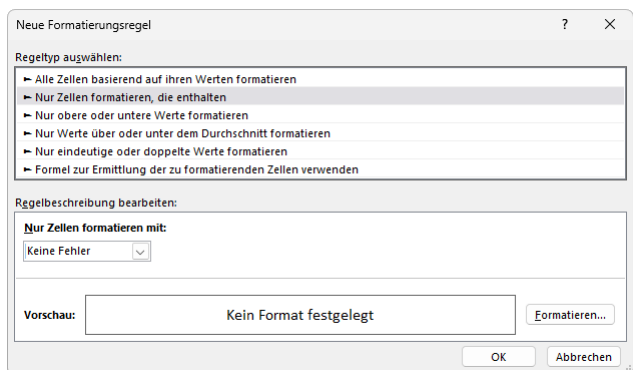 Neue Formatierungsregel ? ×
Regeltyp auswählen:
► Alle Zellen basierend auf ihren Werten formatieren
► Nur Zellen formatieren, die enthalten
► Nur obere oder untere Werte formatieren
► Nur Werte über oder unter dem Durchschnitt formatieren
► Nur eindeutige oder doppelte Werte formatieren
► Formel zur Ermittlung der zu formatierenden Zellen verwenden
Regelbeschreibung bearbeiten:
Nur Zellen formatieren mit:
Keine Fehler
Vorschau: Kein Format festgelegt Formatieren...
OK Abbrechen